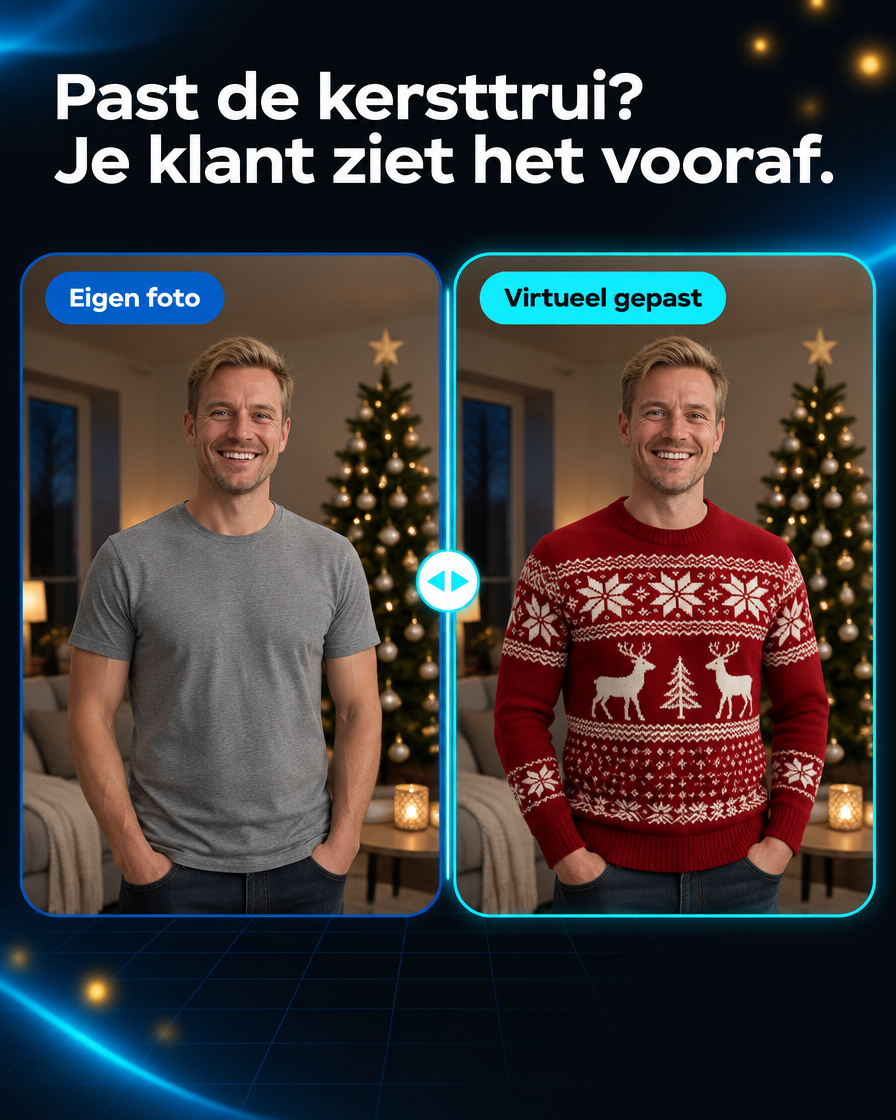 Past de kersttrui?
Je klant ziet het vooraf.
Eigen foto
Virtueel gepast